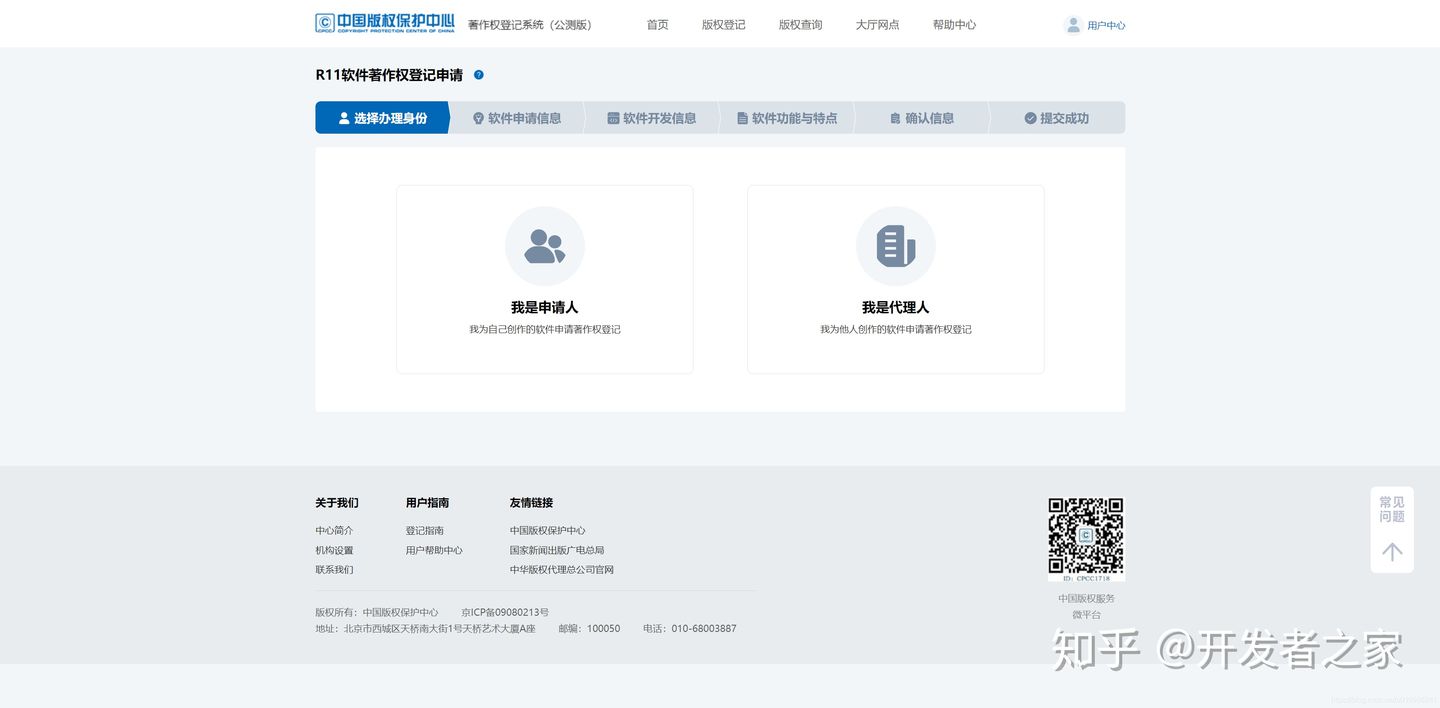 中国版权保护中心
CPCC COPYRIGHT PROTECTION CENTER OF CHINA
著作权登记系统（公测版）
首页 版权登记 版权查询 大厅网点 帮助中心
用户中心
R11软件著作权登记申请 ?
选择办理身份 软件申请信息 软件开发信息 软件功能与特点 确认信息 提交成功
我是申请人
我为自己创作的软件申请著作权登记
我是代理人
我为他人创作的软件申请著作权登记
关于我们 用户指南 友情链接
中心简介 登记指南 中国版权保护中心
机构设置 用户帮助中心 国家新闻出版广电总局
联系我们 中华版权代理总公司官网
版权所有：中国版权保护中心 京ICP备09080213号
地址：北京市西城区天桥南大街1号天桥艺术大厦A座 邮编：100050 电话：010-68003887
ID: CPCC1718
中国版权服务
微平台
常见
问题
知乎 @开发者之家